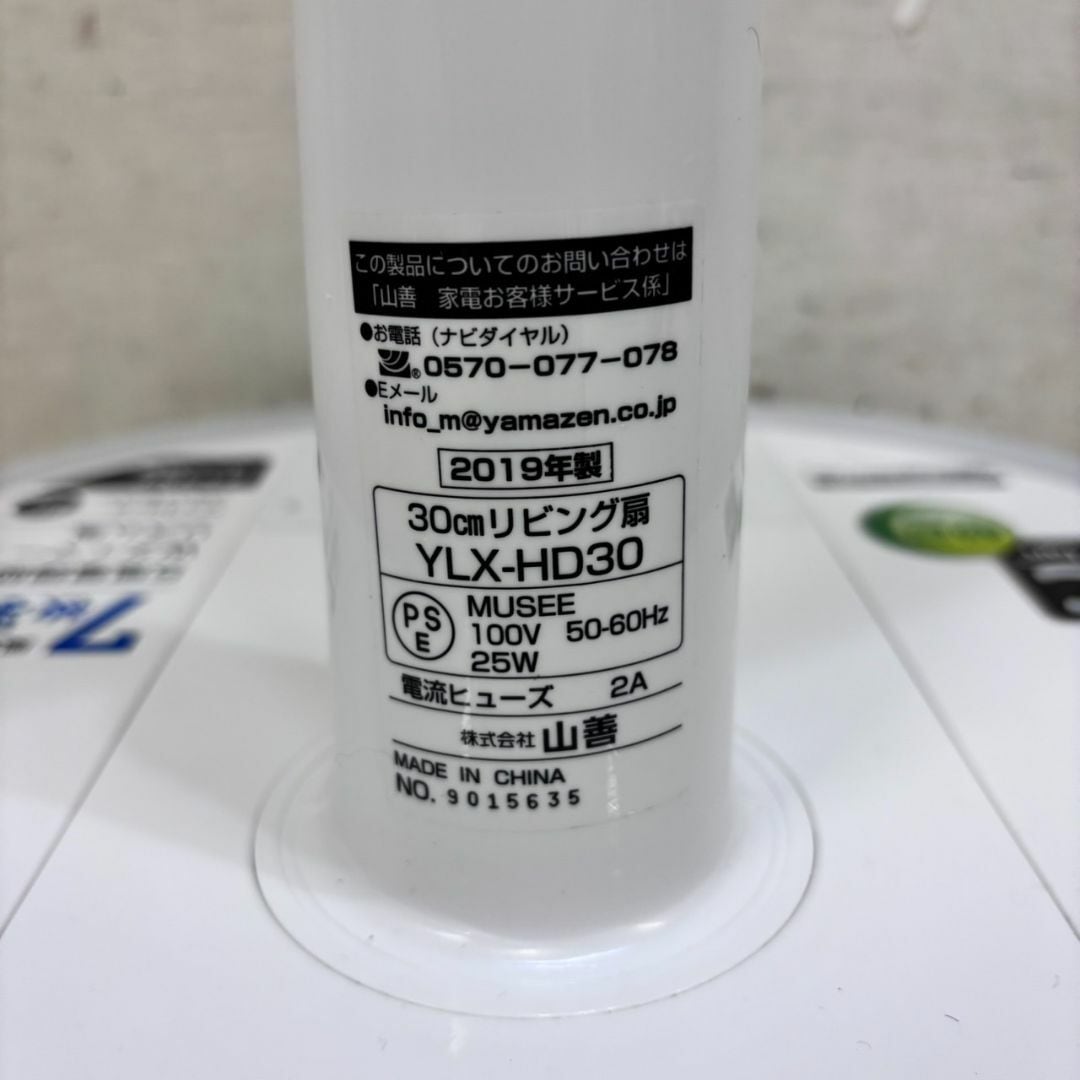 この製品についてのお問い合わせは
「山善 家電お客様サービス係」
●お電話（ナビダイヤル）
0570-077-078
●Eメール
info_m@yamazen.co.jp
2019年製
30cmリビング扇
YLX-HD30
PSE
MUSEE
100V 50-60Hz
25W
電流ヒューズ 2A
株式会社 山善
MADE IN CHINA
NO. 9015635
7枚